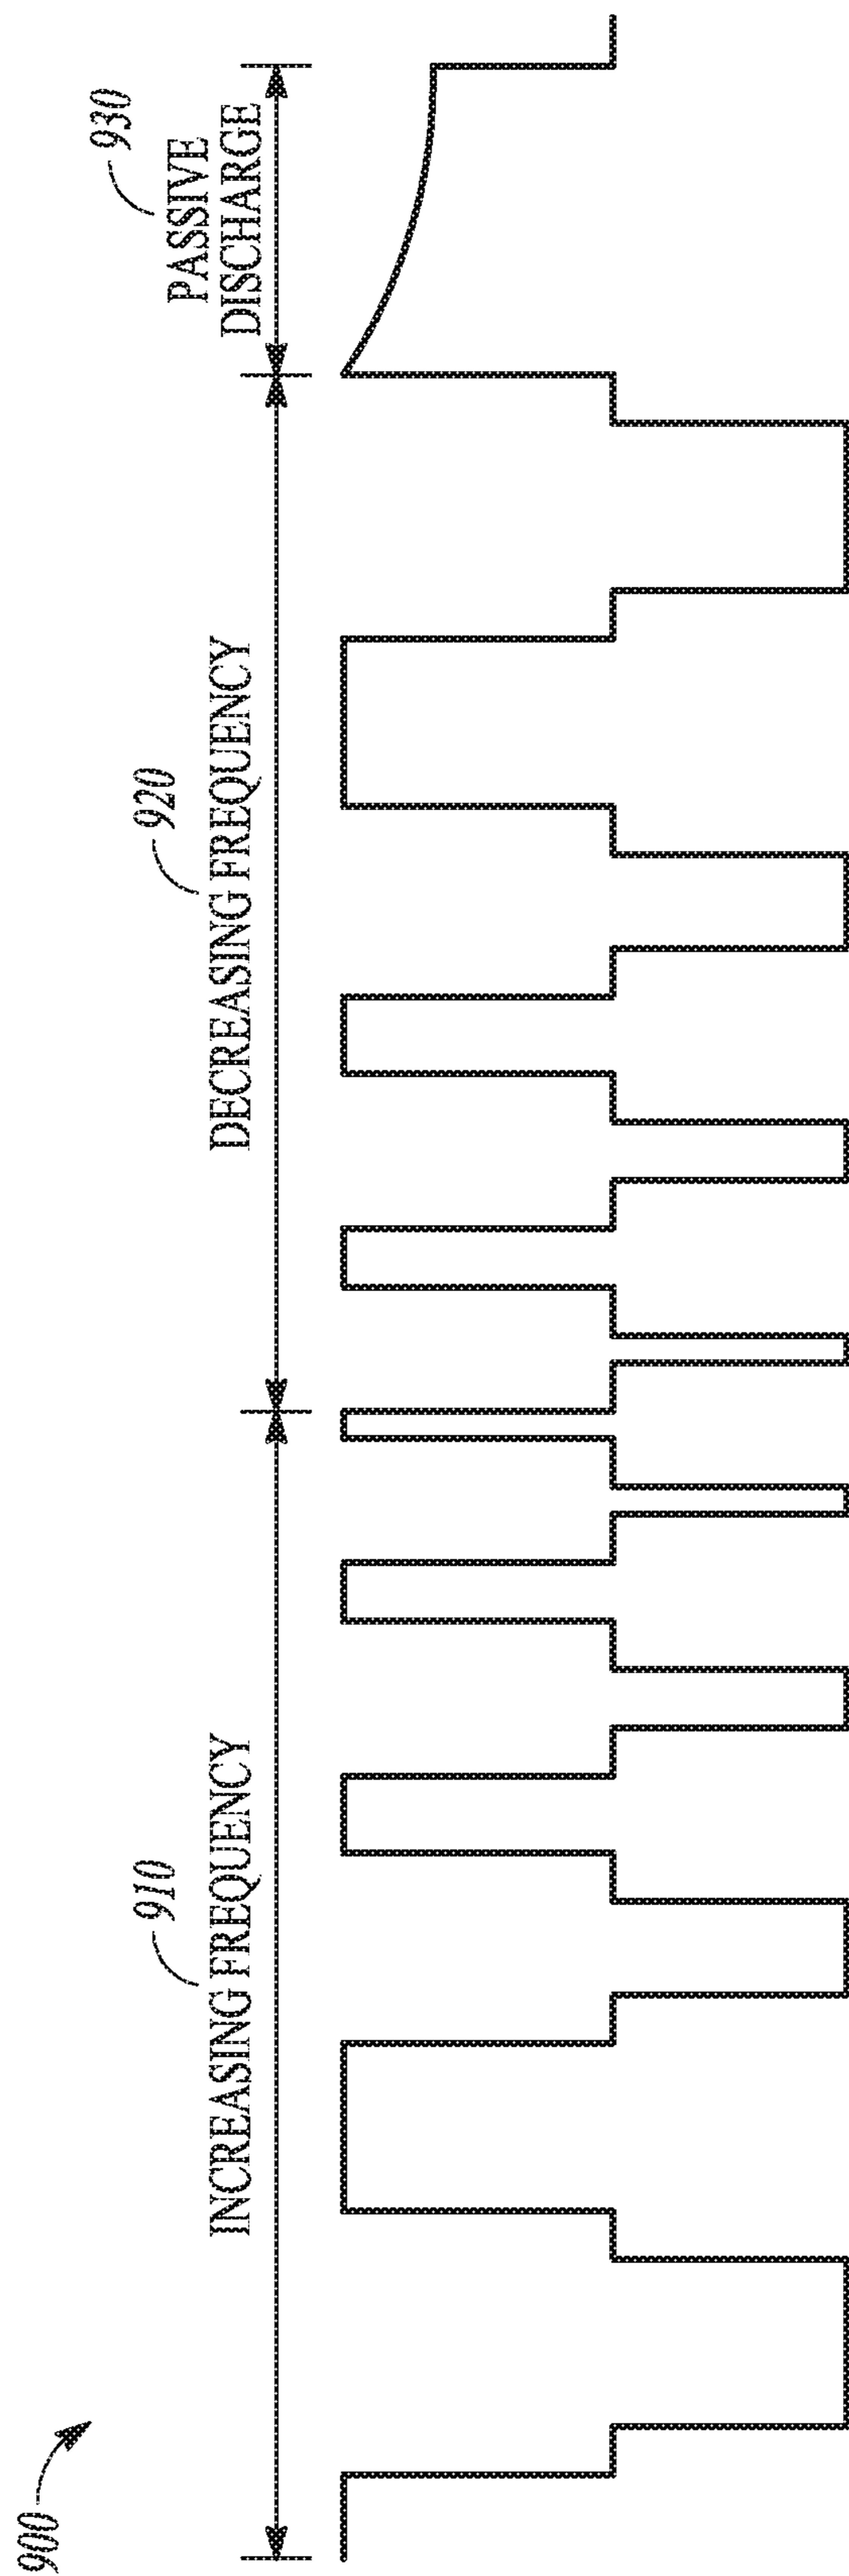 900
910
INCREASING FREQUENCY
920
DECREASING FREQUENCY
930
PASSIVE
DISCHARGE